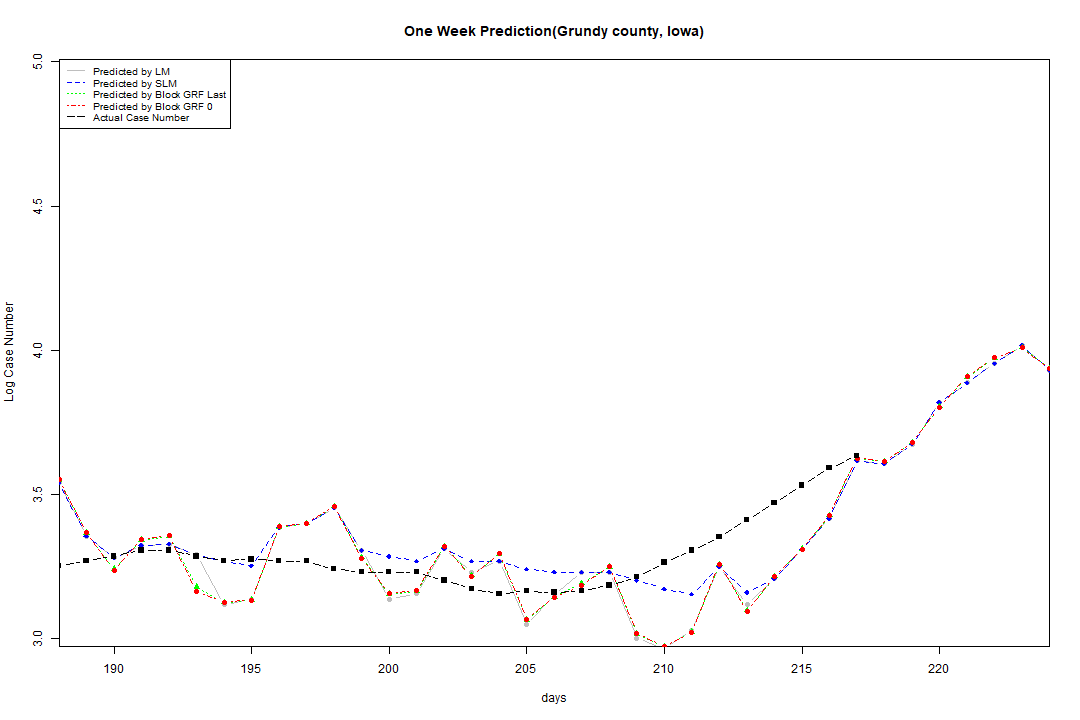 One Week Prediction(Grundy county, Iowa)
Predicted by LM
Predicted by SLM
Predicted by Block GRF Last
Predicted by Block GRF 0
Actual Case Number
Log Case Number
5.0
4.5
4.0
3.5
3.0
190 195 200 205 210 215 220
days